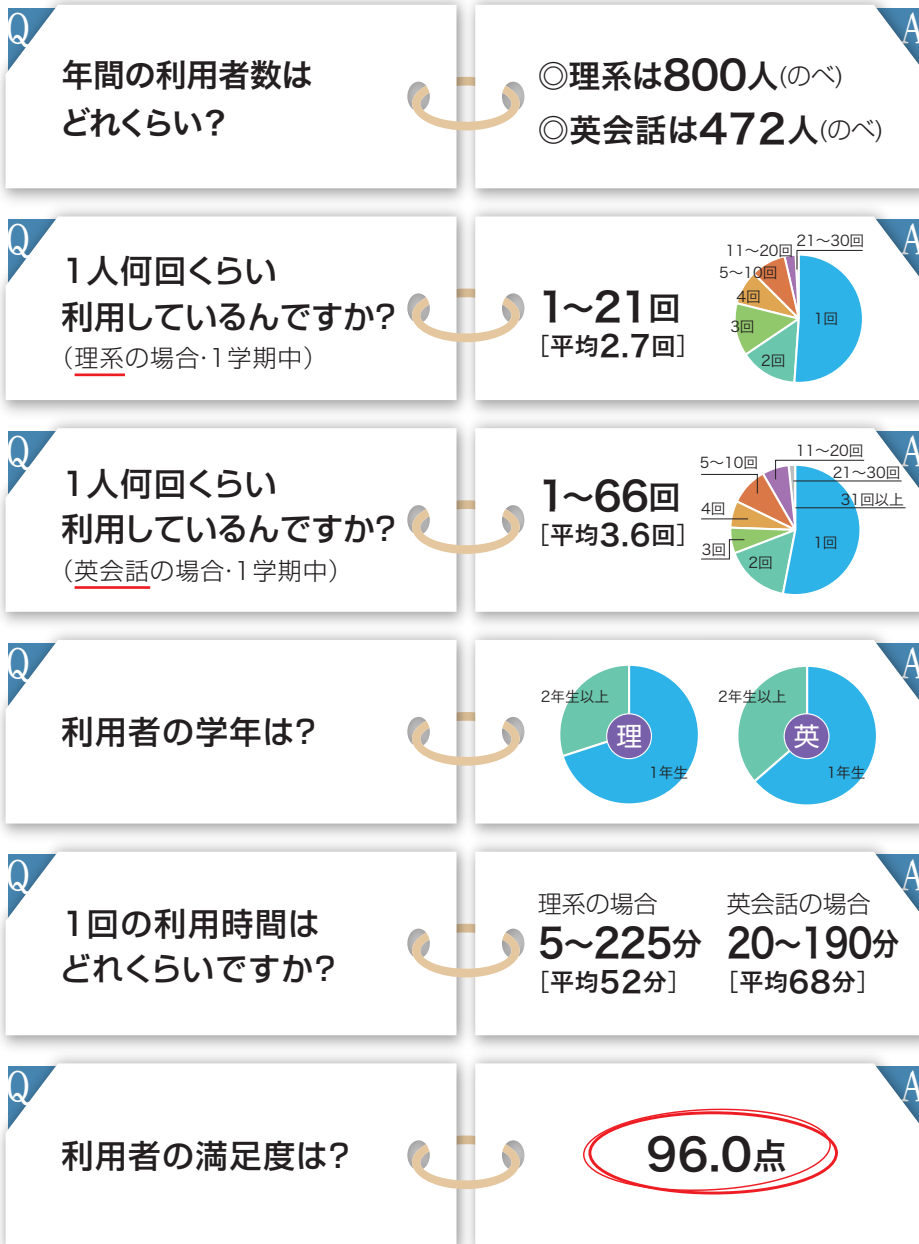 Q
年間の利用者数は
どれくらい?
A
◎理系は800人(のべ)
◎英会話は472人(のべ)
Q
1人何回くらい
利用しているんですか?
(理系の場合・1学期中)
A
1〜21回
[平均2.7回]
21〜30回
11〜20回
5〜10回
4回
3回
2回
1回
Q
1人何回くらい
利用しているんですか?
(英会話の場合・1学期中)
A
1〜66回
[平均3.6回]
11〜20回
5〜10回
21〜30回
31回以上
4回
3回
2回
1回
Q
利用者の学年は?
A
2年生以上
理
1年生
2年生以上
英
1年生
Q
1回の利用時間は
どれくらいですか?
A
理系の場合
5〜225分
[平均52分]
英会話の場合
20〜190分
[平均68分]
Q
利用者の満足度は?
A
96.0点